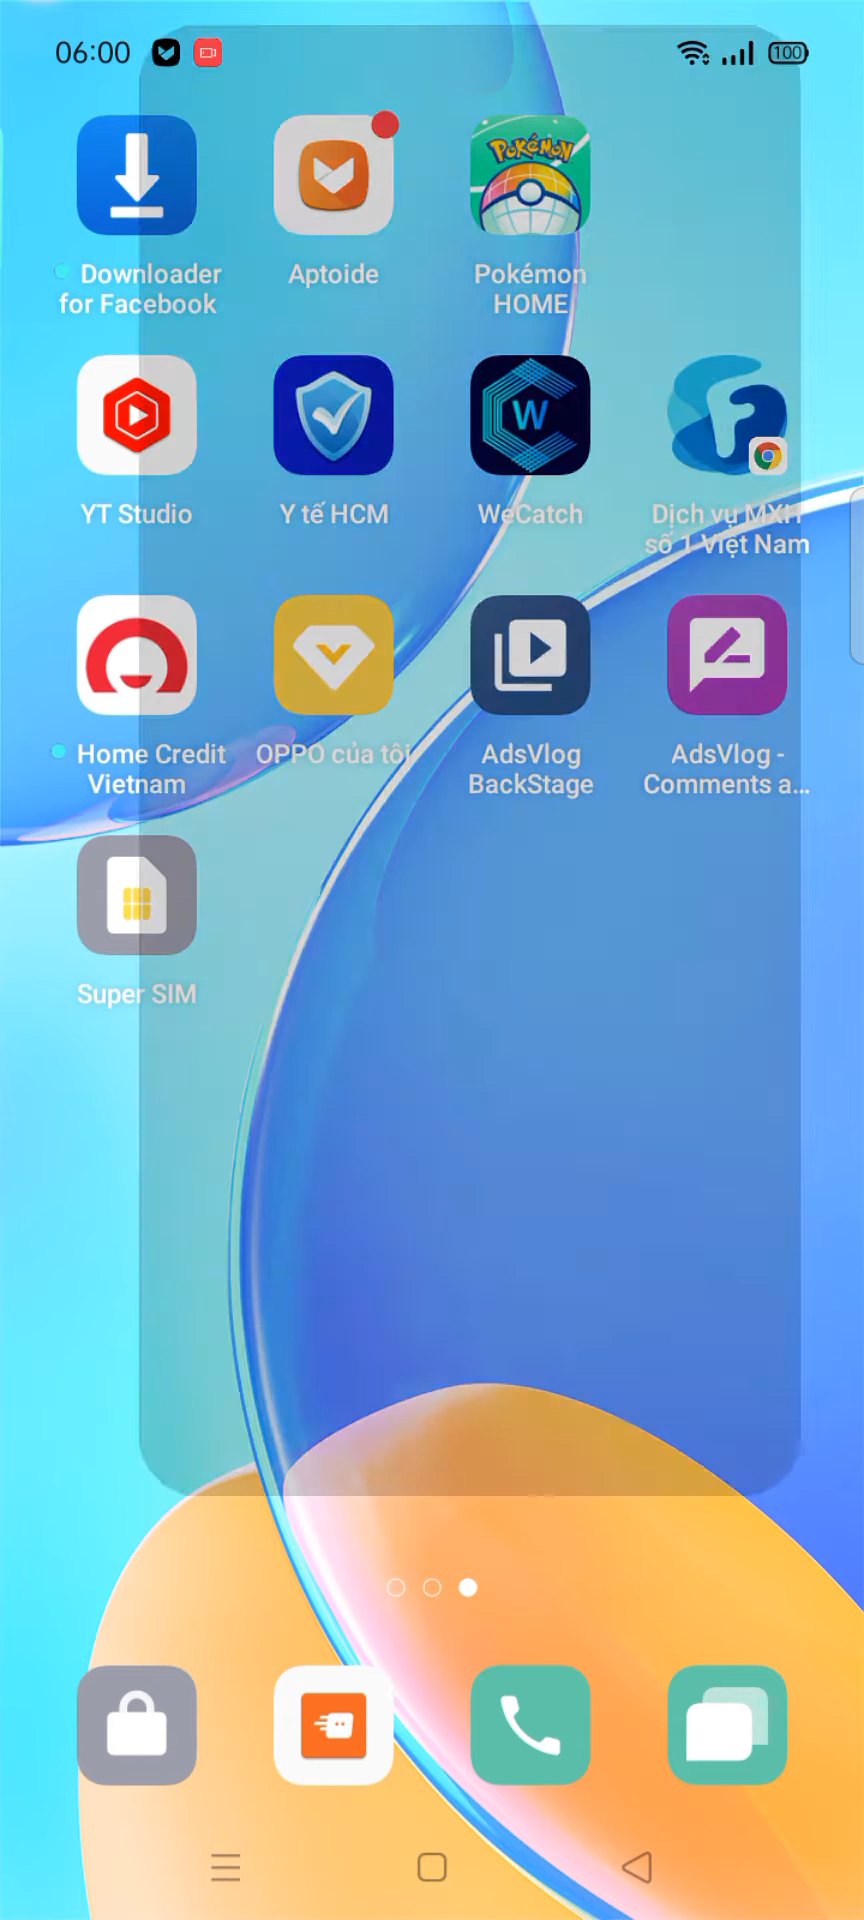 06:00
100
Pokémon
Downloader
for Facebook
Aptoide
Pokémon
HOME
W
F
YT Studio
Y tế HCM
WeCatch
Dịch vụ MXH
số 1 Việt Nam
Home Credit
Vietnam
OPPO của tôi
AdsVlog
BackStage
AdsVlog -
Comments a...
Super SIM